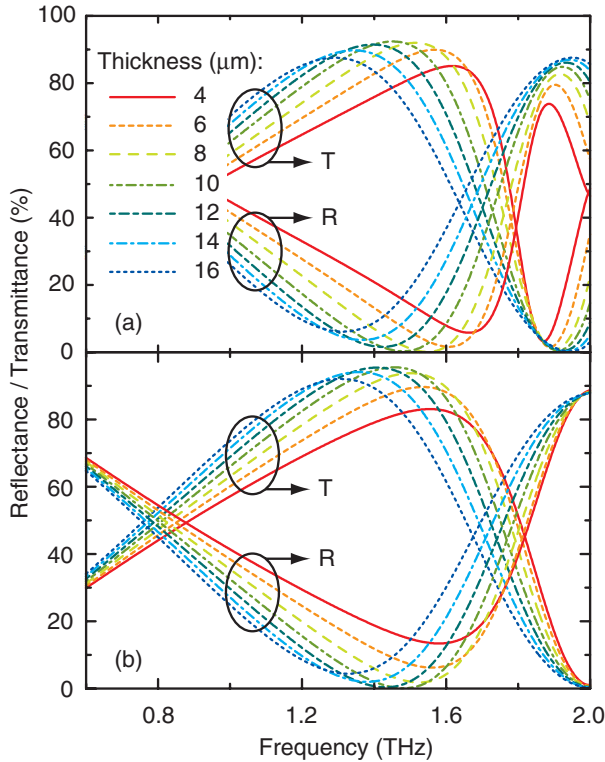 100
Thickness (μm):
80
4
6
60
8
T
10
40
12
R
14
20
16
(a)
0
80
60
T
40
R
20
(b)
0
0.8
1.2
1.6
2.0
Frequency (THz)
Reflectance / Transmittance (%)